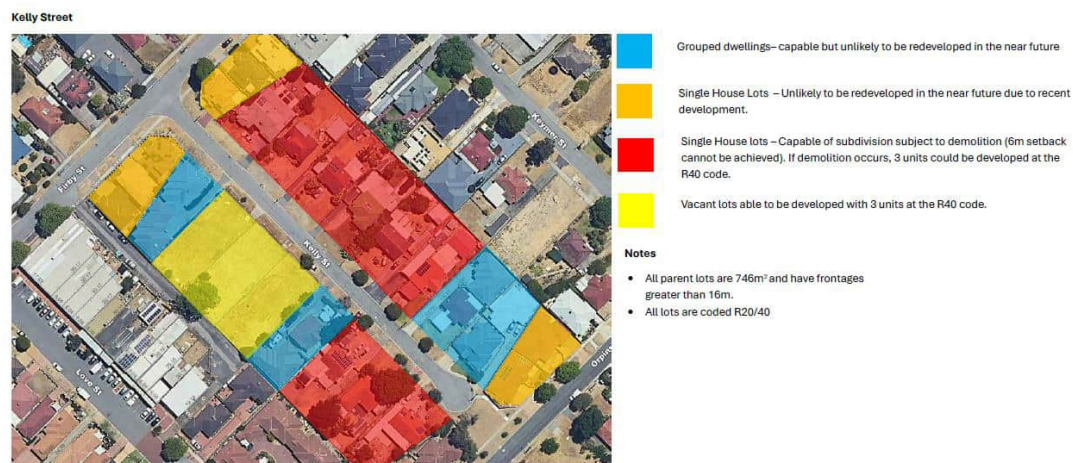 Kelly Street
Grouped dwellings– capable but unlikely to be redeveloped in the near future
Single House Lots – Unlikely to be redeveloped in the near future due to recent
development.
Single House lots – Capable of subdivision subject to demolition (6m setback
cannot be achieved). If demolition occurs, 3 units could be developed at the
R40 code.
Vacant lots able to be developed with 3 units at the R40 code.
Notes
• All parent lots are 746m² and have frontages
greater than 16m.
• All lots are coded R20/40
Keymer St
Firby St
Kelly St
Love St